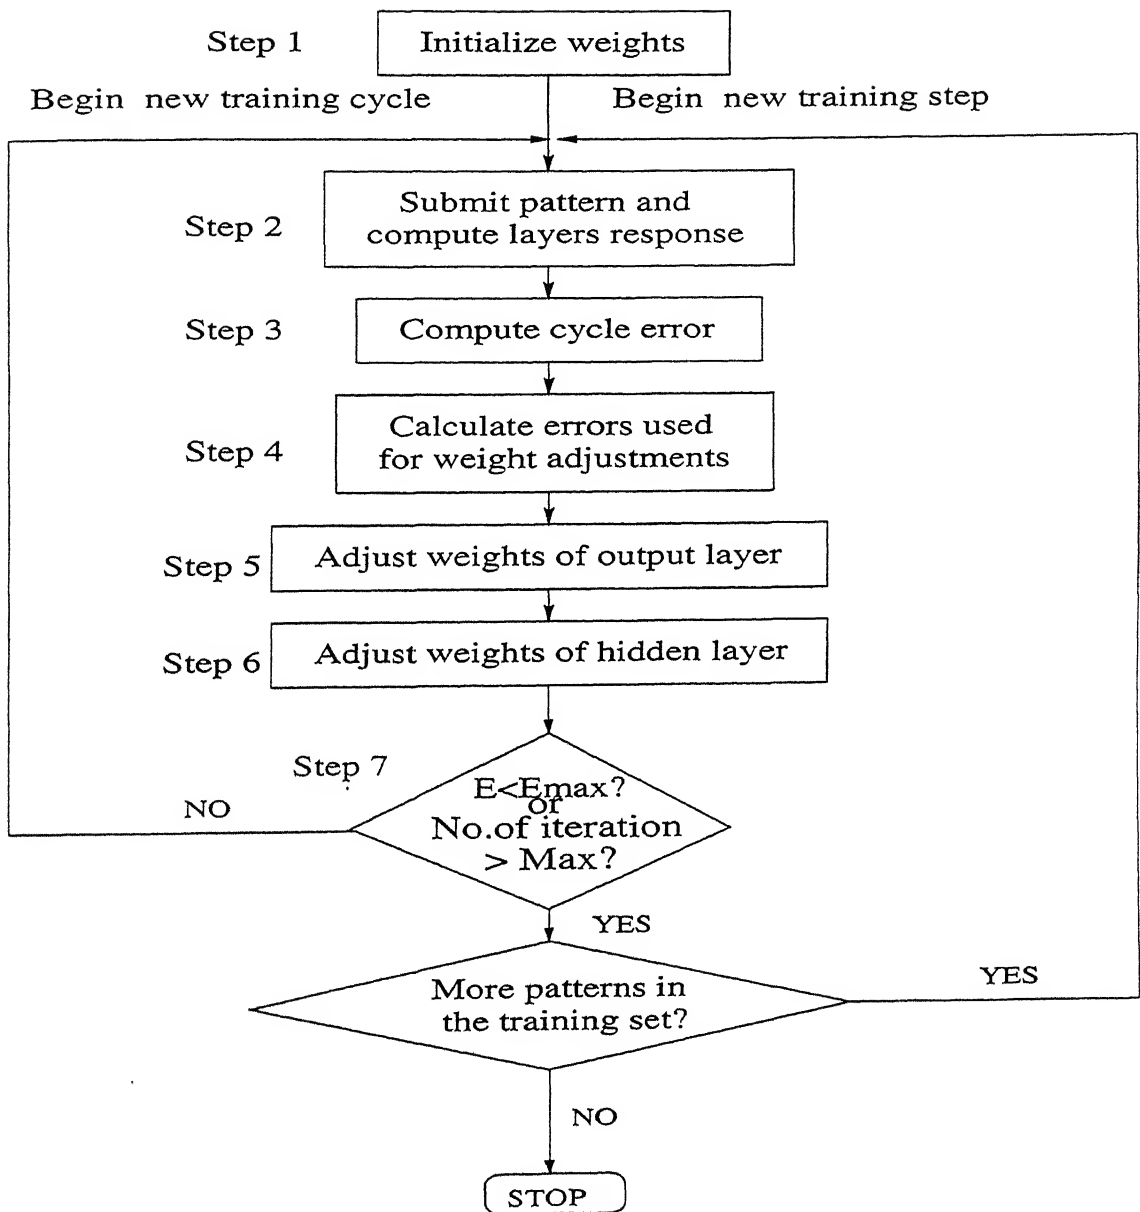 Step 1
Initialize weights
Begin new training cycle
Begin new training step
Step 2
Submit pattern and
compute layers response
Step 3
Compute cycle error
Step 4
Calculate errors used
for weight adjustments
Step 5
Adjust weights of output layer
Step 6
Adjust weights of hidden layer
Step 7
E<Emax?
or
No.of iteration
> Max?
NO
YES
More patterns in
the training set?
YES
NO
STOP